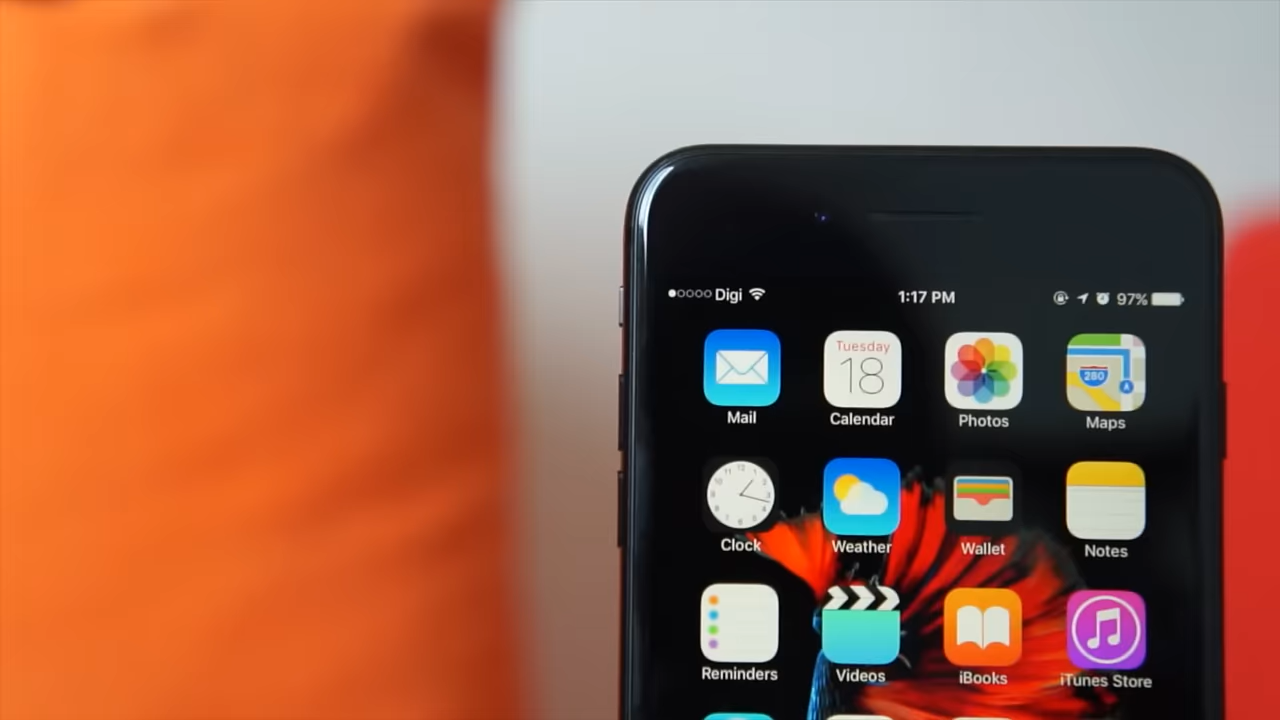 Digi 1:17 PM 97%
Tuesday
18
280
Mail Calendar Photos Maps
Clock Weather Wallet Notes
Reminders Videos iBooks iTunes Store